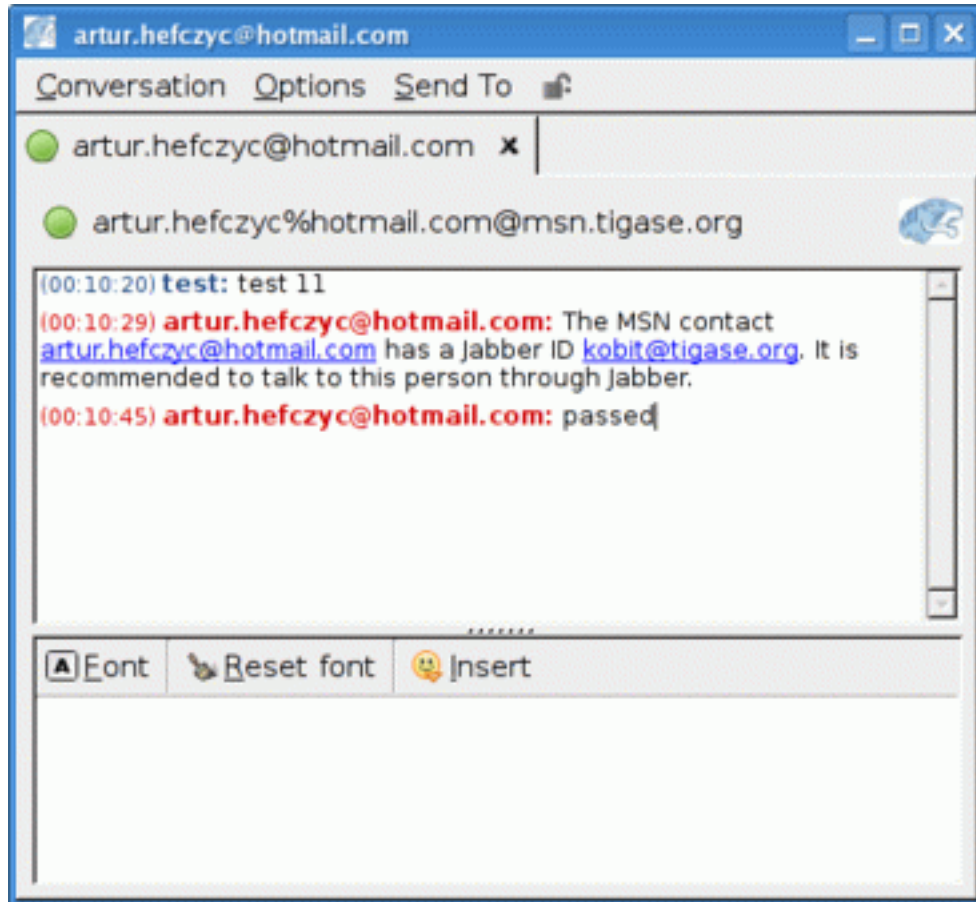 artur.hefczyc@hotmail.com
Conversation Options Send To
artur.hefczyc@hotmail.com
artur.hefczyc%hotmail.com@msn.tigase.org
(00:10:20) test: test 11
(00:10:29) artur.hefczyc@hotmail.com: The MSN contact
artur.hefczyc@hotmail.com has a Jabber ID kobit@tigase.org. It is
recommended to talk to this person through Jabber.
(00:10:45) artur.hefczyc@hotmail.com: passed
A Font Reset font Insert